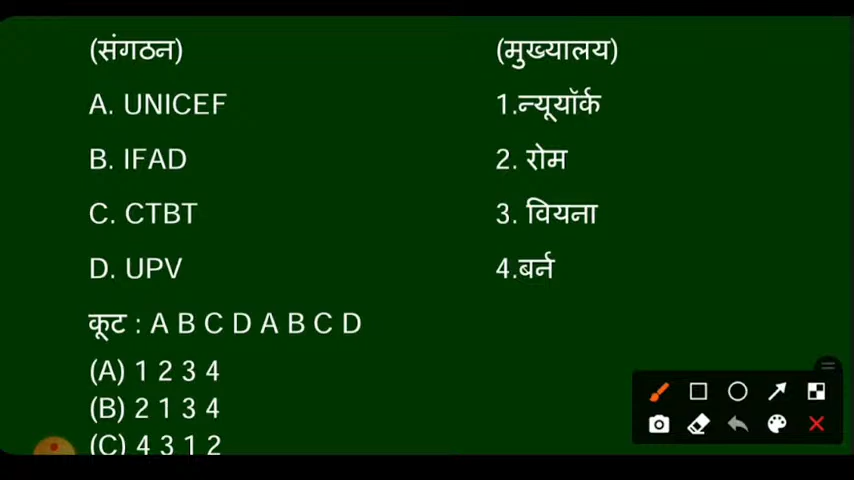 (संगठन) (मुख्यालय)
A. UNICEF 1.न्यूयॉर्क
B. IFAD 2. रोम
C. CTBT 3. वियना
D. UPV 4.बर्न
कूट : A B C D A B C D
(A) 1 2 3 4
(B) 2 1 3 4
(C) 4 3 1 2